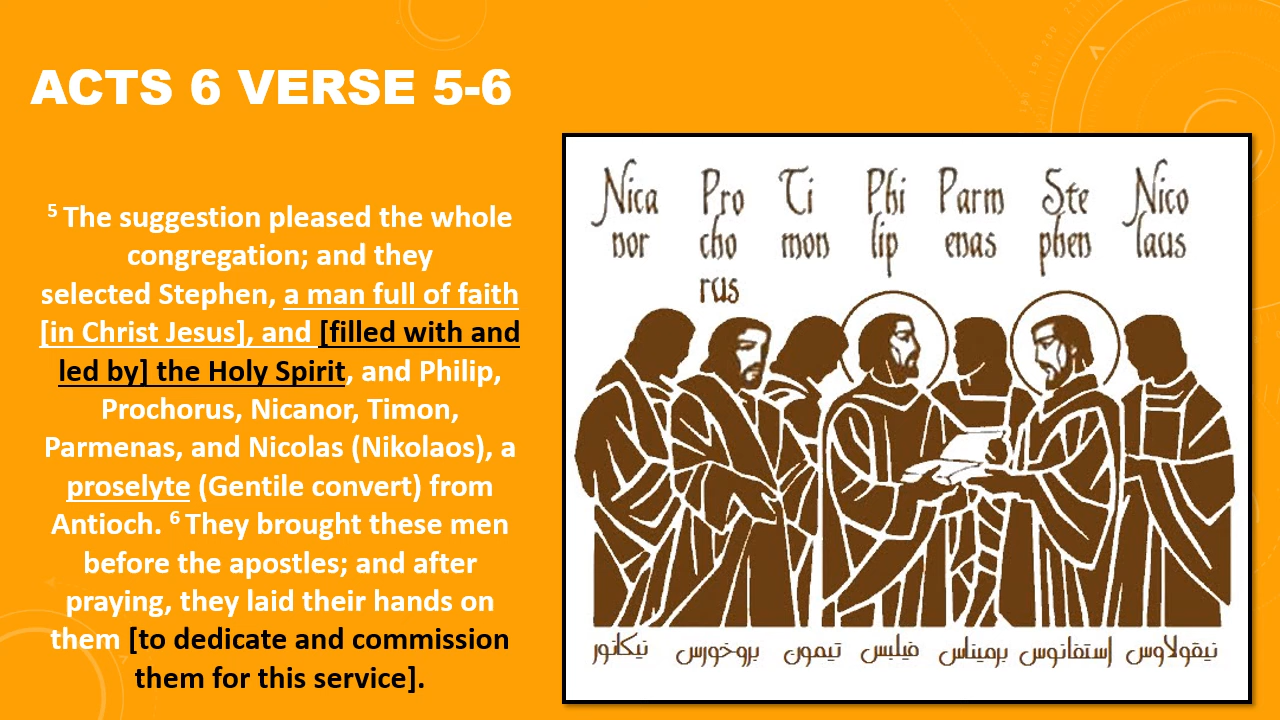 ACTS 6 VERSE 5-6
⁵ The suggestion pleased the whole
congregation; and they
selected Stephen, a man full of faith
[in Christ Jesus], and [filled with and
led by] the Holy Spirit, and Philip,
Prochorus, Nicanor, Timon,
Parmenas, and Nicolas (Nikolaos), a
proselyte (Gentile convert) from
Antioch. ⁶ They brought these men
before the apostles; and after
praying, they laid their hands on
them [to dedicate and commission
them for this service].
Nica Pro Ti Phi Parm Ste Nico
nor cho mon lip enas phen laus
rus
نيكانور بروخورس تيمون فيلبس برميناس إستفانوس نيقولاوس